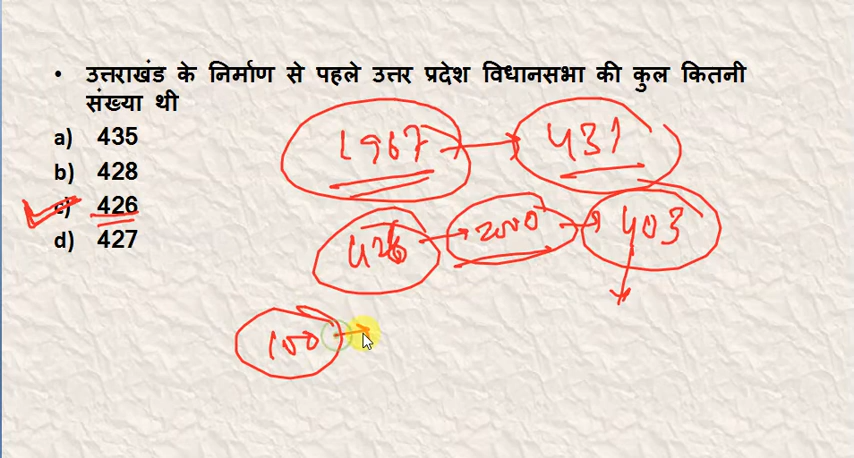 • उत्तराखंड के निर्माण से पहले उत्तर प्रदेश विधानसभा की कुल कितनी
संख्या थी
a) 435
b) 428
c) 426
d) 427
1967 → 431
426 → 2000 → 403
100 →